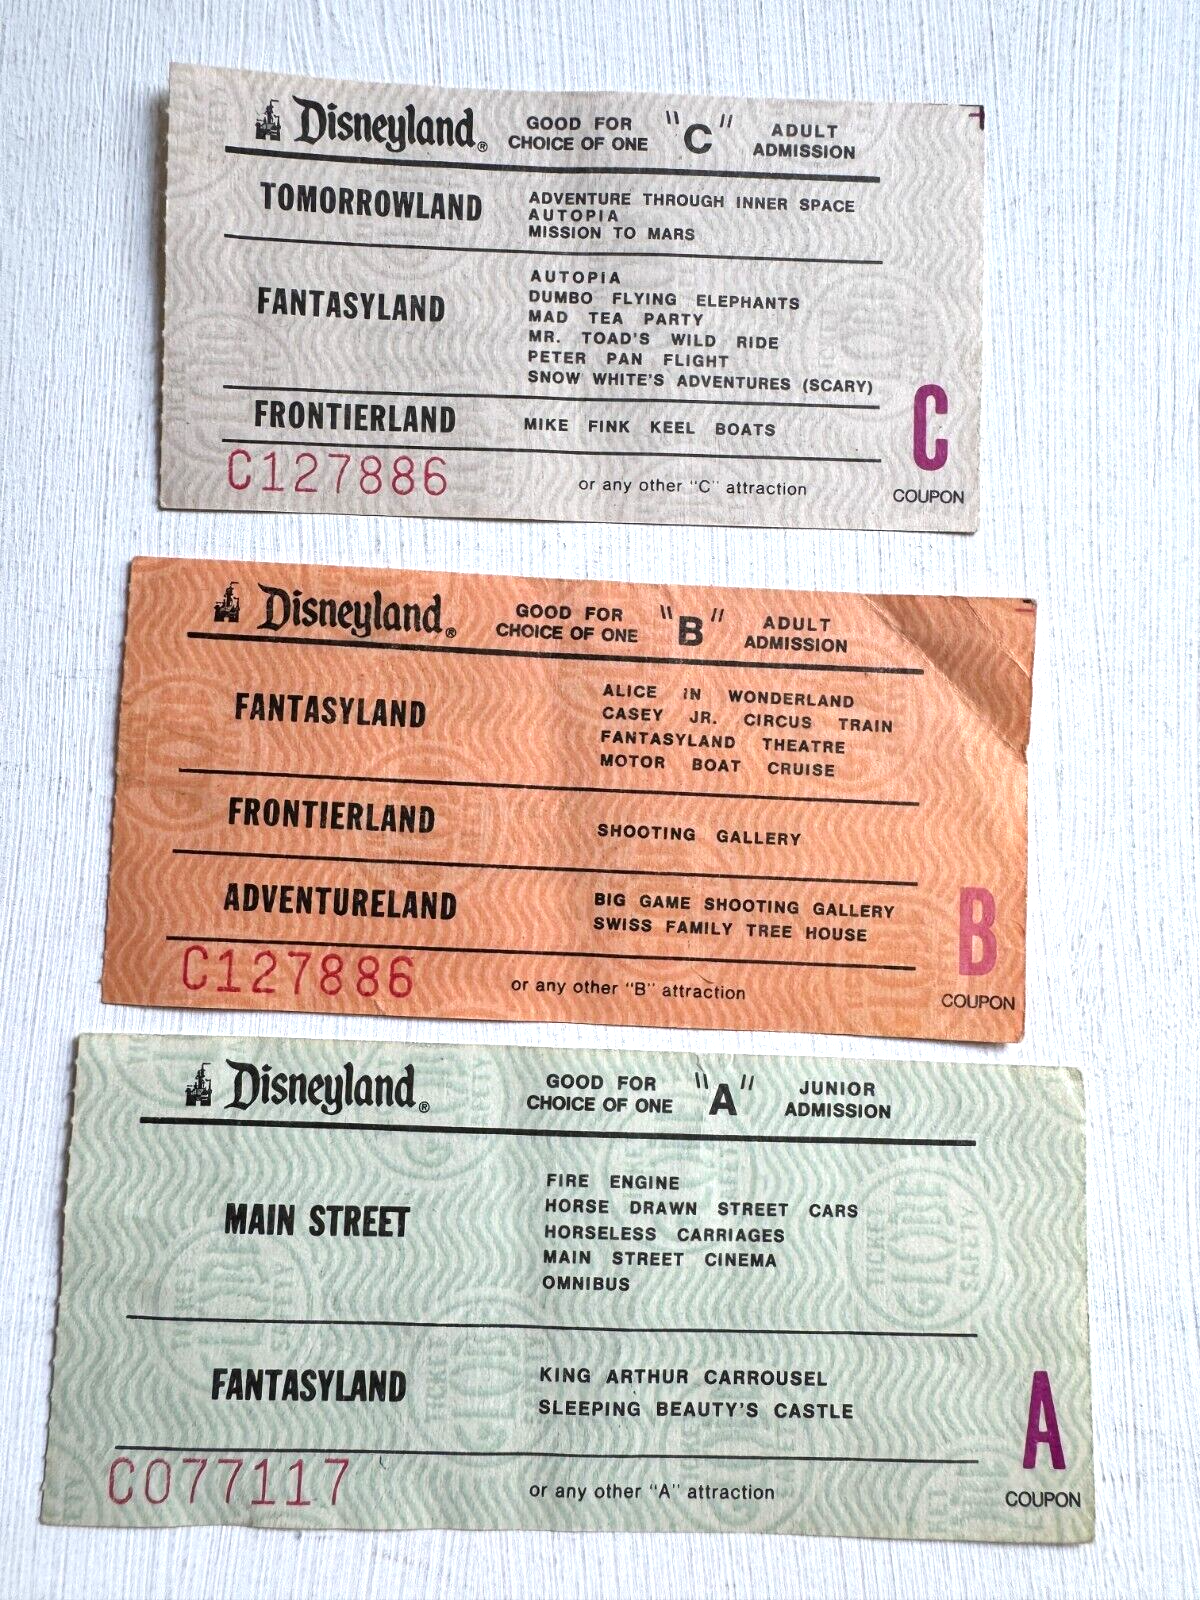 Disneyland® GOOD FOR CHOICE OF ONE "C" ADULT ADMISSION
TOMORROWLAND
ADVENTURE THROUGH INNER SPACE
AUTOPIA
MISSION TO MARS
FANTASYLAND
AUTOPIA
DUMBO FLYING ELEPHANTS
MAD TEA PARTY
MR. TOAD'S WILD RIDE
PETER PAN FLIGHT
SNOW WHITE'S ADVENTURES (SCARY)
FRONTIERLAND
MIKE FINK KEEL BOATS
C127886
or any other "C" attraction
C
COUPON
Disneyland® GOOD FOR CHOICE OF ONE "B" ADULT ADMISSION
FANTASYLAND
ALICE IN WONDERLAND
CASEY JR. CIRCUS TRAIN
FANTASYLAND THEATRE
MOTOR BOAT CRUISE
FRONTIERLAND
SHOOTING GALLERY
ADVENTURELAND
BIG GAME SHOOTING GALLERY
SWISS FAMILY TREE HOUSE
C127886
or any other "B" attraction
B
COUPON
Disneyland® GOOD FOR CHOICE OF ONE "A" JUNIOR ADMISSION
MAIN STREET
FIRE ENGINE
HORSE DRAWN STREET CARS
HORSELESS CARRIAGES
MAIN STREET CINEMA
OMNIBUS
FANTASYLAND
KING ARTHUR CARROUSEL
SLEEPING BEAUTY'S CASTLE
C077117
or any other "A" attraction
A
COUPON